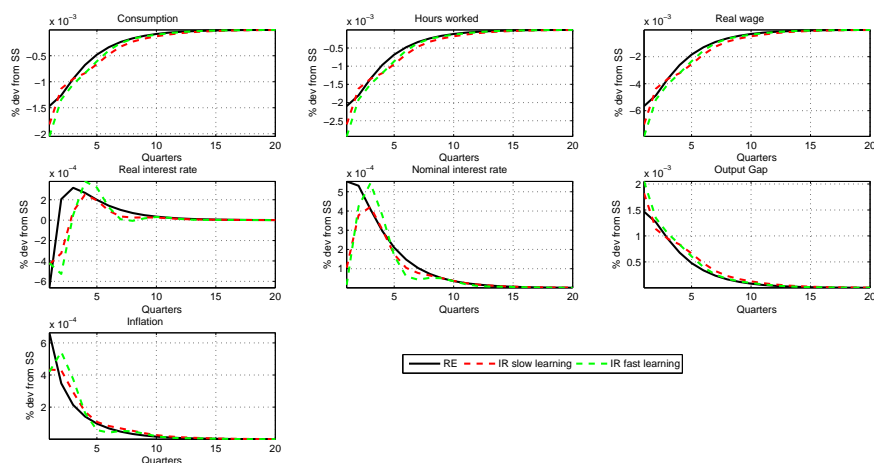 Consumption
x 10⁻³
% dev from SS
0
−0.5
−1
−1.5
−2
5 10 15 20
Quarters
Hours worked
x 10⁻³
% dev from SS
0
−0.5
−1
−1.5
−2
−2.5
5 10 15 20
Quarters
Real wage
x 10⁻³
% dev from SS
0
−2
−4
−6
5 10 15 20
Quarters
Real interest rate
x 10⁻⁴
% dev from SS
2
0
−2
−4
−6
5 10 15 20
Quarters
Nominal interest rate
x 10⁻⁴
% dev from SS
5
4
3
2
1
5 10 15 20
Quarters
Output Gap
x 10⁻³
% dev from SS
2
1.5
1
0.5
5 10 15 20
Quarters
Inflation
x 10⁻⁴
% dev from SS
6
4
2
5 10 15 20
Quarters
RE IR slow learning IR fast learning